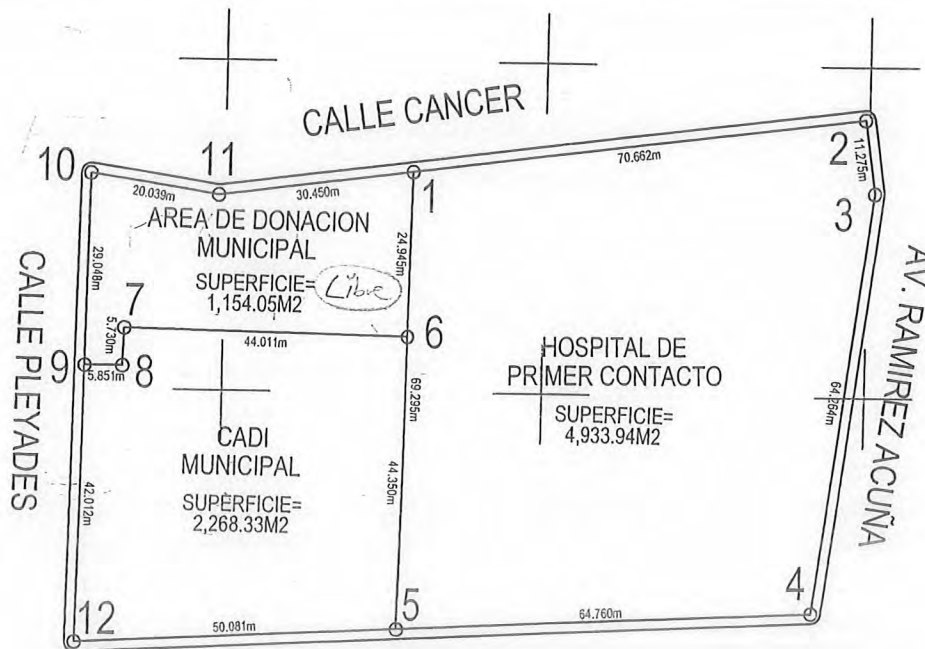 CALLE CANCER
10
11
1
2
3
70.662m
11.275m
20.039m
30.450m
AREA DE DONACION
MUNICIPAL
SUPERFICIE=
1,154.05M2
Libre
24.945m
29.048m
CALLE PLEYADES
7
5.730m
44.011m
6
9
5.851m
8
69.295m
HOSPITAL DE
PRIMER CONTACTO
SUPERFICIE=
4,933.94M2
64.264m
AV. RAMIREZ ACUÑA
CADI
MUNICIPAL
SUPERFICIE=
2,268.33M2
42.012m
44.350m
12
50.081m
5
64.760m
4